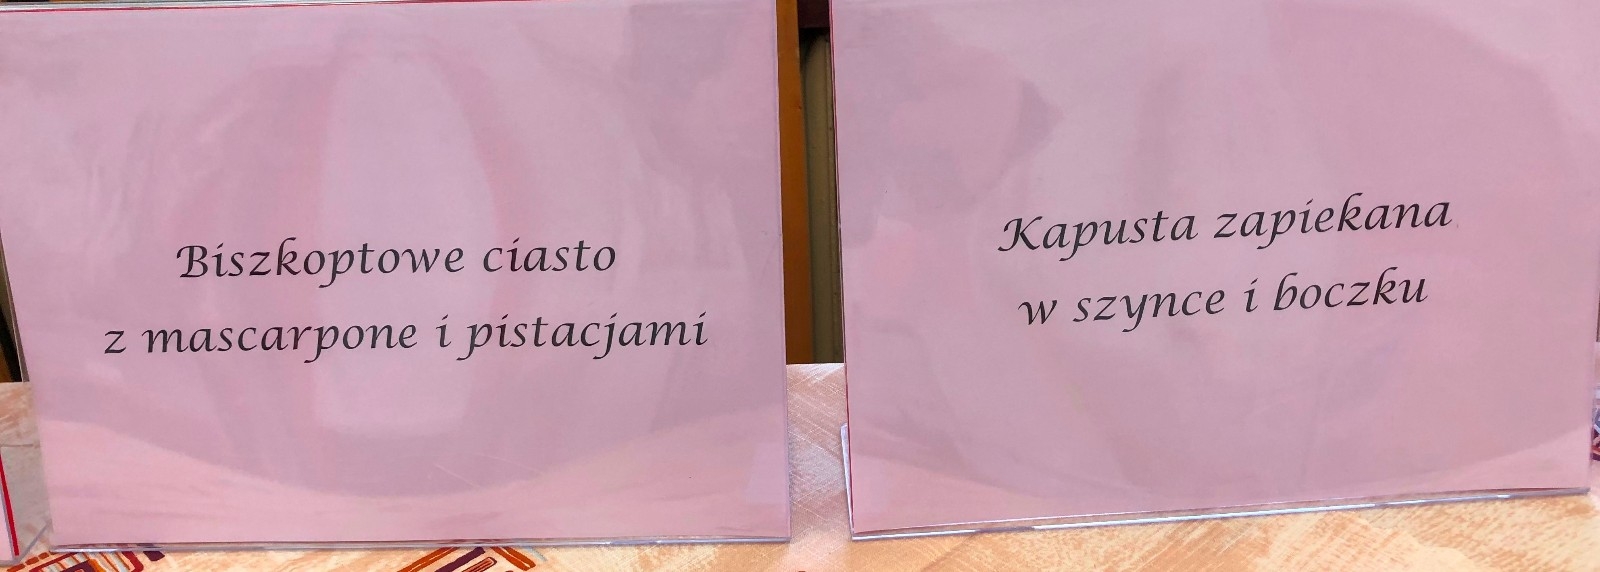 Biszkoptowe ciasto
z mascarpone i pistacjami
Kapusta zapiekana
w szynce i boczku